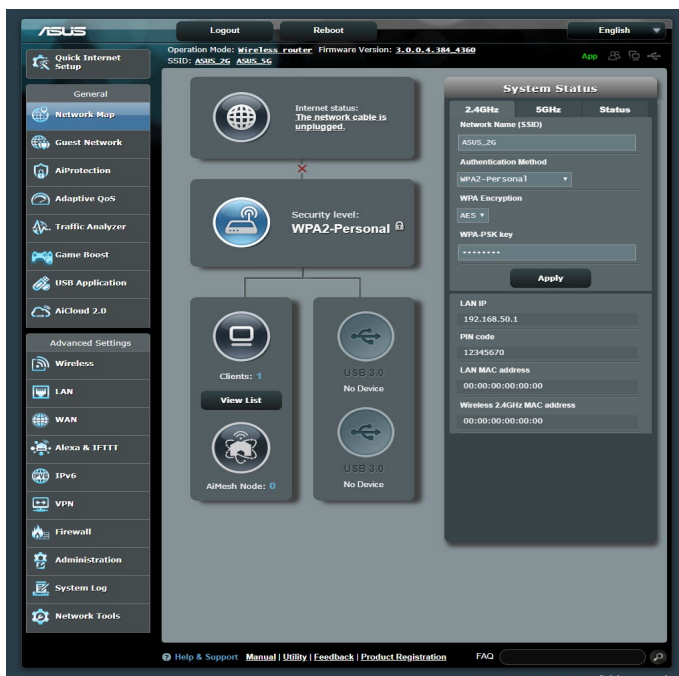 ASUS
Logout
Reboot
English
Quick Internet
Setup
Operation Mode: Wireless router Firmware Version: 3.0.0.4.384_4360
SSID: ASUS_2G ASUS_5G
App
General
Network Map
Guest Network
AiProtection
Adaptive QoS
Traffic Analyzer
Game Boost
USB Application
AiCloud 2.0
Advanced Settings
Wireless
LAN
WAN
Alexa & IFTTT
IPv6
VPN
Firewall
Administration
System Log
Network Tools
Internet status:
The network cable is
unplugged.
Security level:
WPA2-Personal
Clients: 1
View List
AiMesh Node: 0
USB 3.0
No Device
USB 3.0
No Device
System Status
2.4GHz 5GHz Status
Network Name (SSID)
ASUS_2G
Authentication Method
WPA2-Personal
WPA Encryption
AES
WPA-PSK key
••••••••
Apply
LAN IP
192.168.50.1
PIN code
12345670
LAN MAC address
00:00:00:00:00:00
Wireless 2.4GHz MAC address
00:00:00:00:00:00
Help & Support Manual | Utility | Feedback | Product Registration FAQ